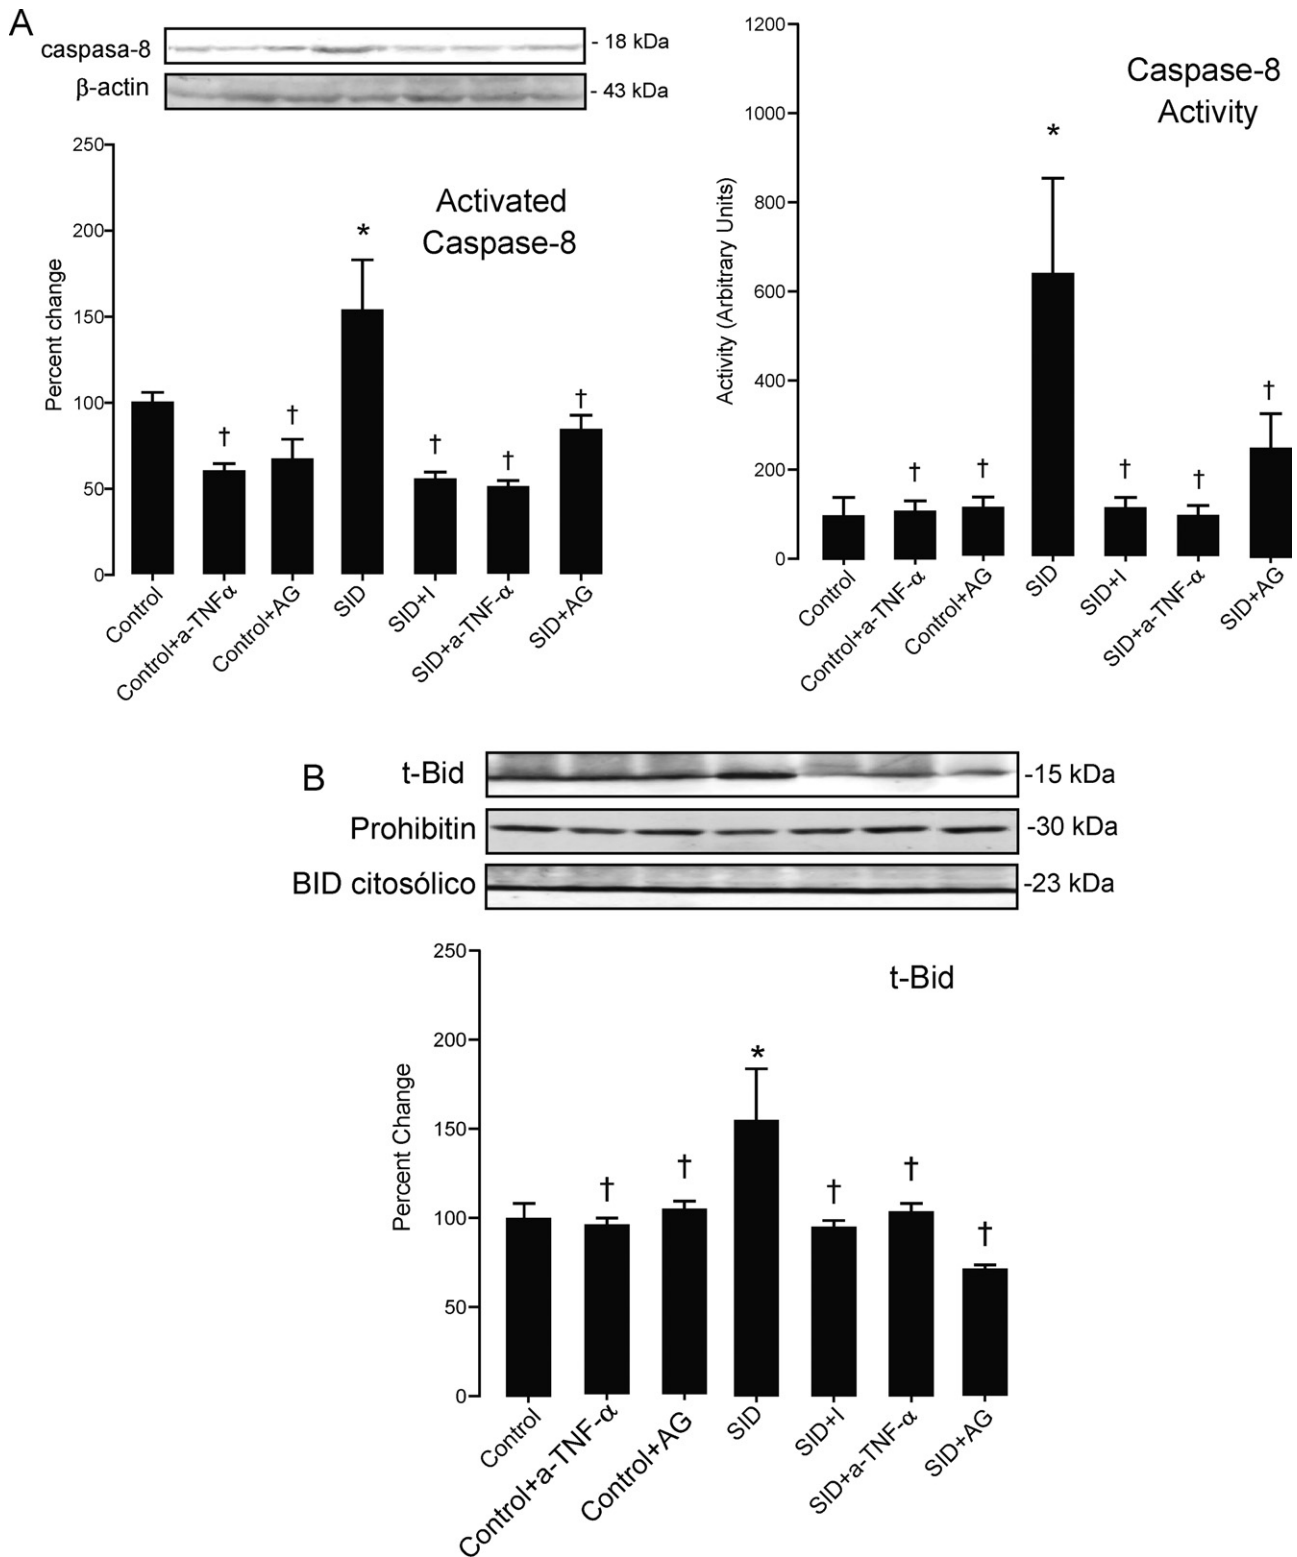 A
caspasa-8
- 18 kDa
β-actin
- 43 kDa
250
200
150
100
50
0
Percent change
Activated
Caspase-8
*
†
†
†
†
†
Control
Control+a-TNFα
Control+AG
SID
SID+I
SID+a-TNF-α
SID+AG
1200
1000
800
600
400
200
0
Activity (Arbitrary Units)
Caspase-8
Activity
*
†
†
†
†
†
Control
Control+a-TNF-α
Control+AG
SID
SID+I
SID+a-TNF-α
SID+AG
B
t-Bid
-15 kDa
Prohibitin
-30 kDa
BID citosólico
-23 kDa
250
200
150
100
50
0
Percent Change
t-Bid
*
†
†
†
†
†
Control
Control+a-TNF-α
Control+AG
SID
SID+I
SID+a-TNF-α
SID+AG